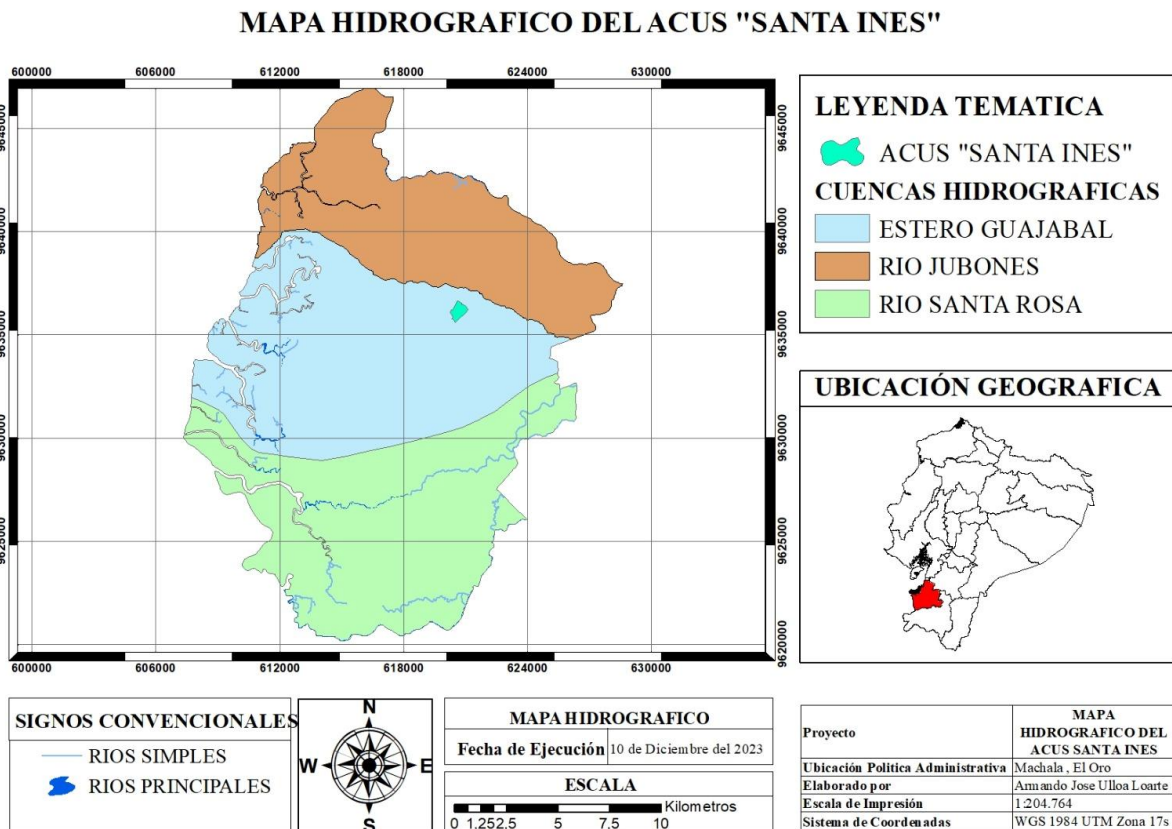 MAPA HIDROGRAFICO DEL ACUS "SANTA INES"
600000 606000 612000 618000 624000 630000
9645000 9645000
9640000 9640000
9635000 9635000
9630000 9630000
9625000 9625000
9620000
600000 606000 612000 618000 624000 630000
LEYENDA TEMATICA
ACUS "SANTA INES"
CUENCAS HIDROGRAFICAS
ESTERO GUAJABAL
RIO JUBONES
RIO SANTA ROSA
UBICACIÓN GEOGRAFICA
SIGNOS CONVENCIONALES
RIOS SIMPLES
RIOS PRINCIPALES
N
W E
S
MAPA HIDROGRAFICO
Fecha de Ejecución 10 de Diciembre del 2023
ESCALA
Kilometros
0 1,252,5 5 7,5 10
Proyecto
MAPA
HIDROGRAFICO DEL
ACUS SANTA INES
Ubicación Politica Administrativa Machala , El Oro
Elaborado por Armando Jose Ulloa Loarte
Escala de Impresión 1:204.764
Sistema de Coordenadas WGS 1984 UTM Zona 17s